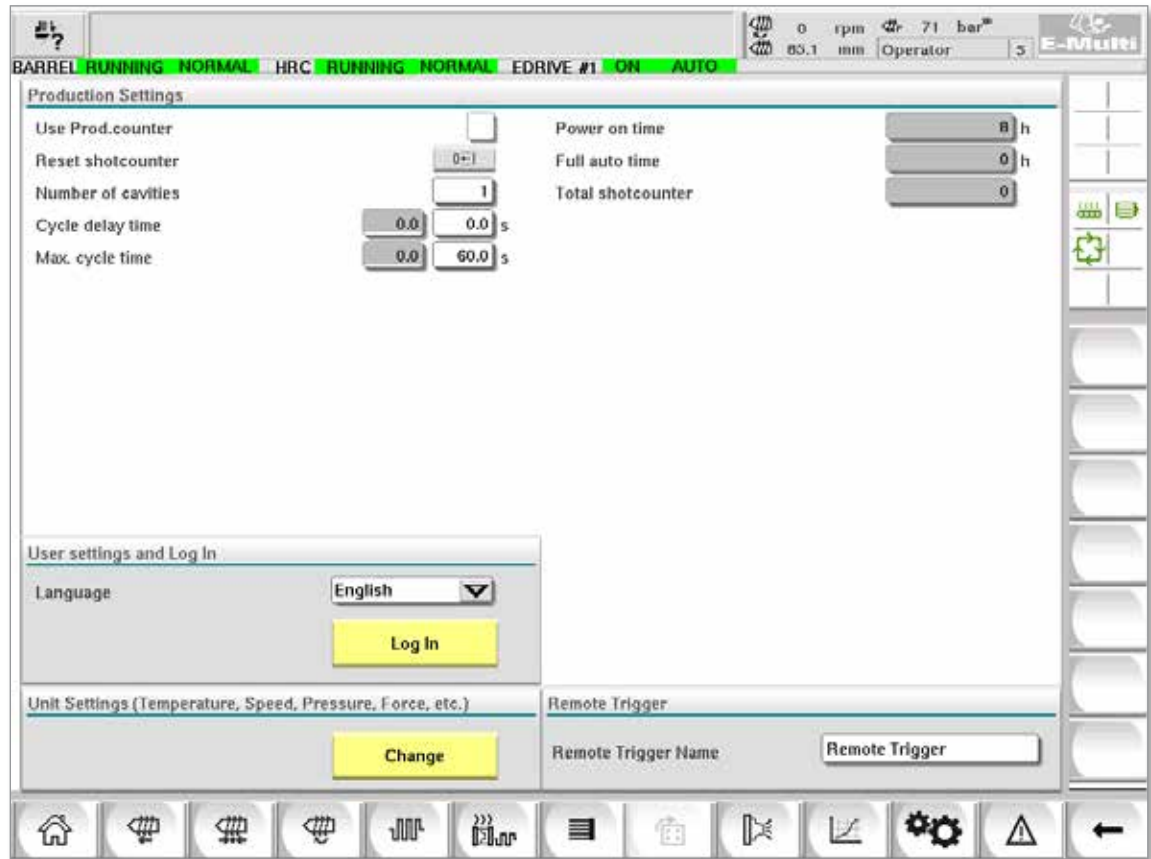 ?
0 rpm 71 bar
83.1 mm Operator 5
E-Multi
BARREL RUNNING NORMAL HRC RUNNING NORMAL EDRIVE #1 ON AUTO
Production Settings
Use Prod.counter
Power on time 8 h
Reset shotcounter
Full auto time 0 h
Number of cavities 1
Total shotcounter 0
Cycle delay time 0.0 0.0 s
Max. cycle time 0.0 60.0 s
User settings and Log In
Language English
Log In
Unit Settings (Temperature, Speed, Pressure, Force, etc.)
Remote Trigger
Change
Remote Trigger Name Remote Trigger